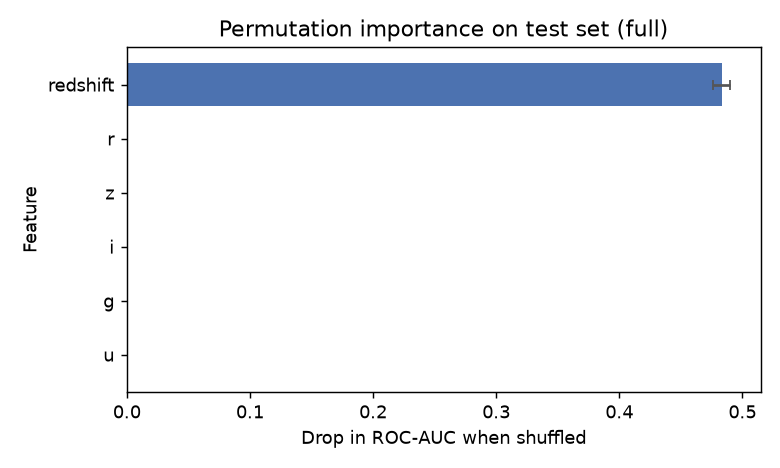 Permutation importance on test set (full)
Feature
redshift
r
z
i
g
u
0.0 0.1 0.2 0.3 0.4 0.5
Drop in ROC-AUC when shuffled